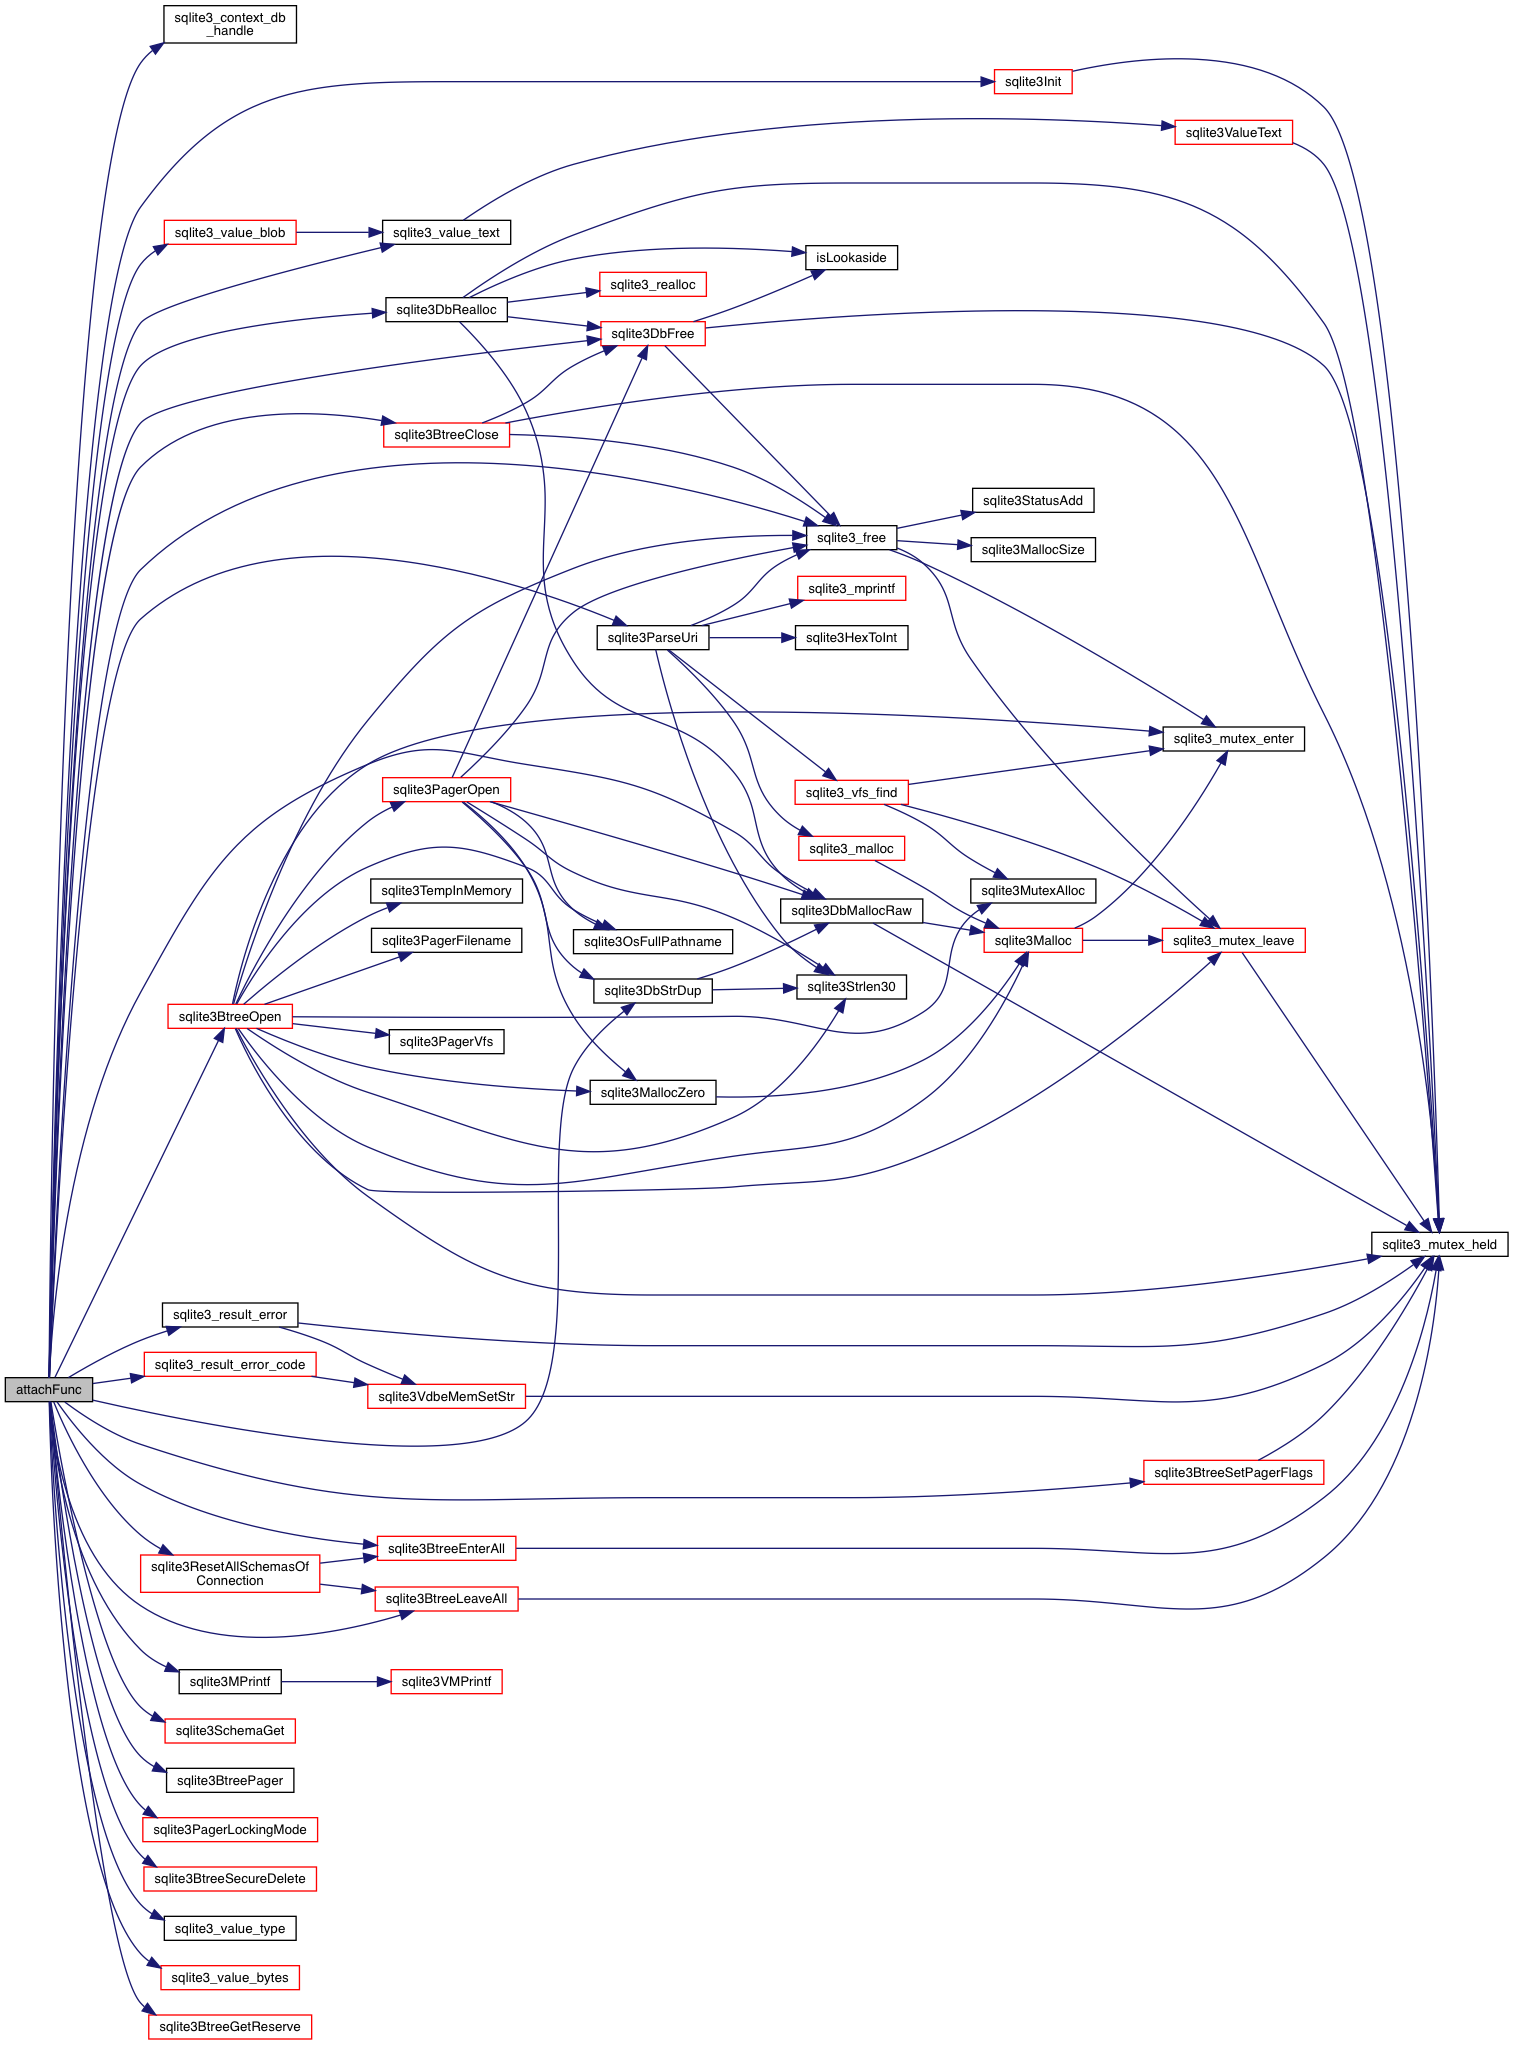 sqlite3_context_db
_handle
sqlite3Init
sqlite3ValueText
sqlite3_value_blob
sqlite3_value_text
isLookaside
sqlite3_realloc
sqlite3DbRealloc
sqlite3DbFree
sqlite3BtreeClose
sqlite3StatusAdd
sqlite3_free
sqlite3MallocSize
sqlite3_mprintf
sqlite3ParseUri
sqlite3HexToInt
sqlite3_mutex_enter
sqlite3PagerOpen
sqlite3_vfs_find
sqlite3_malloc
sqlite3TempInMemory
sqlite3MutexAlloc
sqlite3DbMallocRaw
sqlite3PagerFilename
sqlite3OsFullPathname
sqlite3Malloc
sqlite3_mutex_leave
sqlite3DbStrDup
sqlite3Strlen30
sqlite3BtreeOpen
sqlite3PagerVfs
sqlite3MallocZero
sqlite3_mutex_held
sqlite3_result_error
sqlite3_result_error_code
attachFunc
sqlite3VdbeMemSetStr
sqlite3BtreeSetPagerFlags
sqlite3BtreeEnterAll
sqlite3ResetAllSchemasOf
Connection
sqlite3BtreeLeaveAll
sqlite3MPrintf
sqlite3VMPrintf
sqlite3SchemaGet
sqlite3BtreePager
sqlite3PagerLockingMode
sqlite3BtreeSecureDelete
sqlite3_value_type
sqlite3_value_bytes
sqlite3BtreeGetReserve